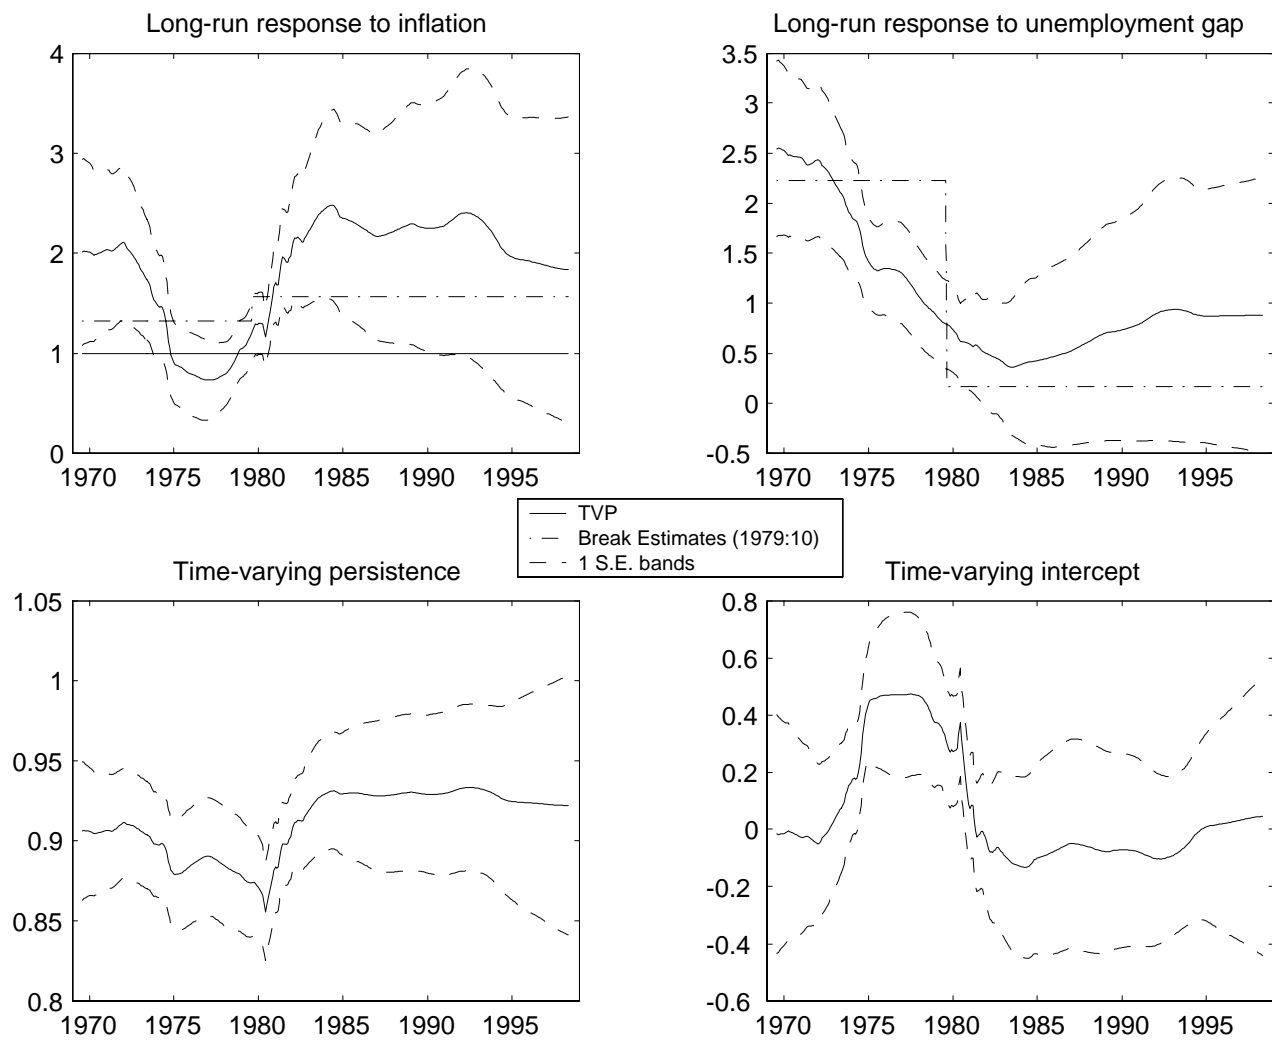 Long-run response to inflation
4
3
2
1
0
1970 1975 1980 1985 1990 1995
Long-run response to unemployment gap
3.5
3
2.5
2
1.5
1
0.5
0
-0.5
1970 1975 1980 1985 1990 1995
TVP
Break Estimates (1979:10)
1 S.E. bands
Time-varying persistence
1.05
1
0.95
0.9
0.85
0.8
1970 1975 1980 1985 1990 1995
Time-varying intercept
0.8
0.6
0.4
0.2
0
-0.2
-0.4
-0.6
1970 1975 1980 1985 1990 1995